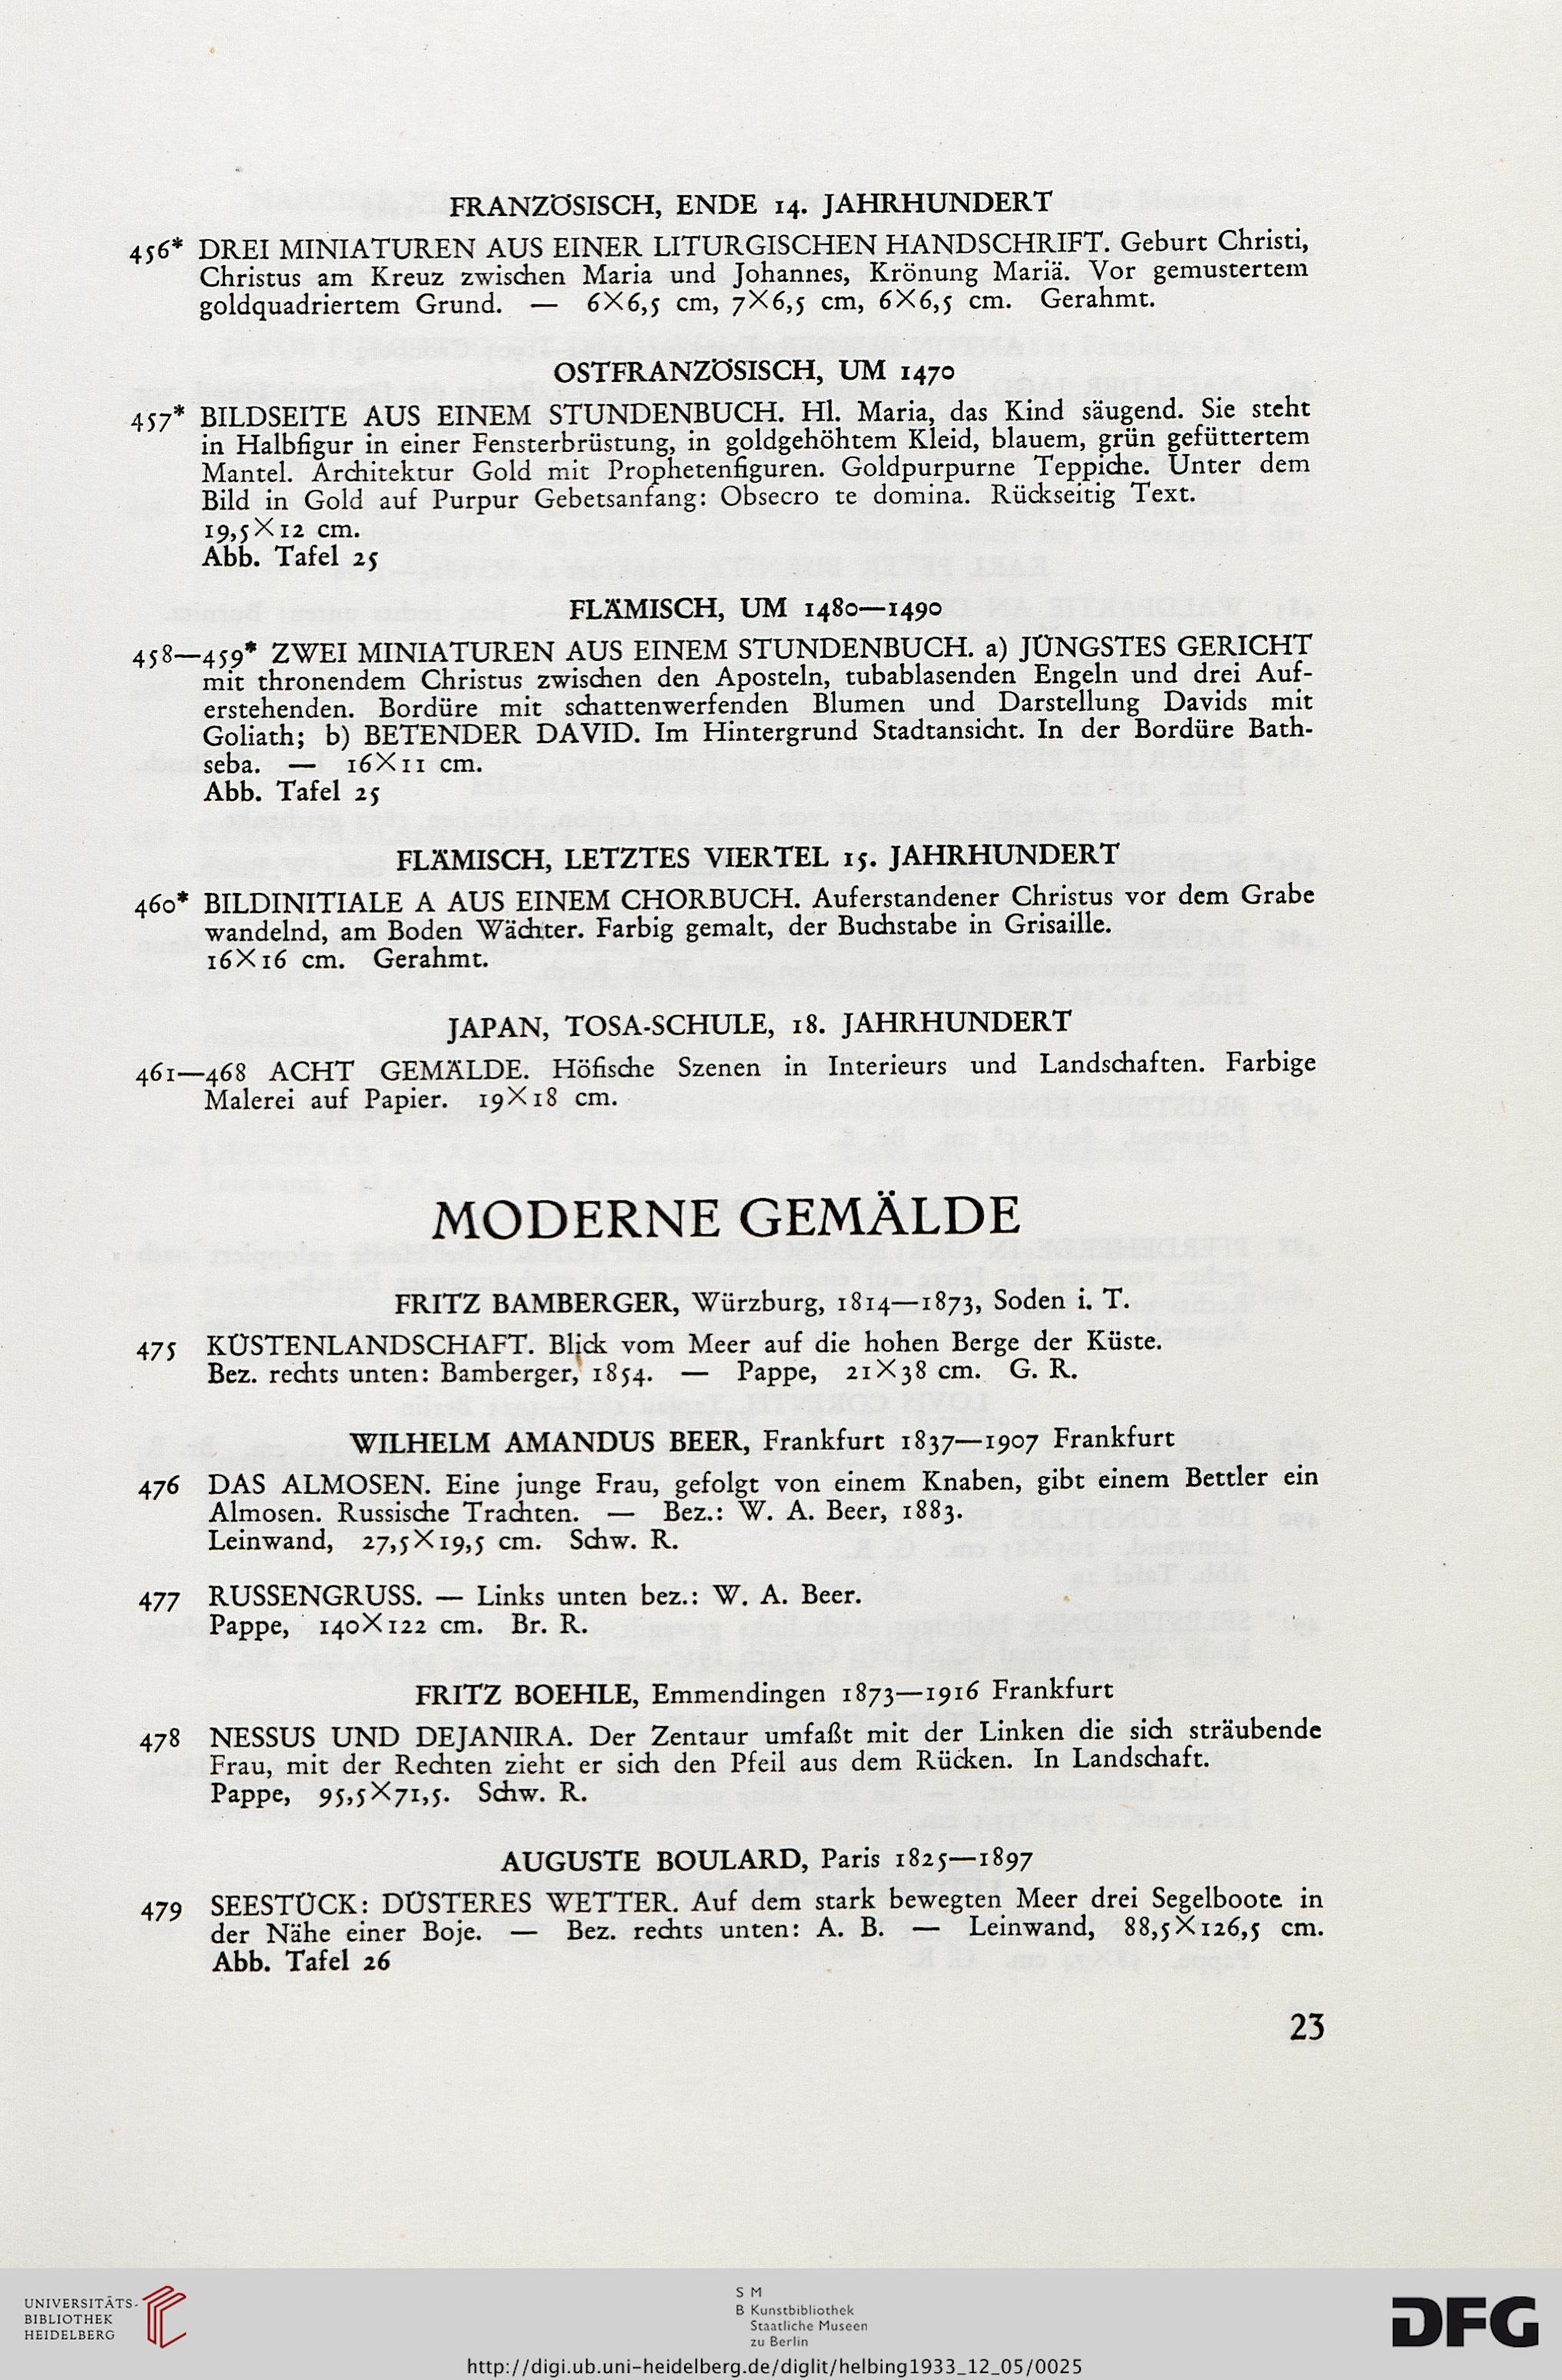 FRANZÖSISCH, ENDE 14. JAHRHUNDERT
456* DREI MINIATUREN AUS EINER LITURGISCHEN HANDSCHRIFT. Geburt Christi,
Christus am Kreuz zwischen Maria und Johannes, Krönung Mariä. Vor gemustertem
goldquadriertem Grund. — 6×6,5 cm, 7×6,5 cm, 6×6,5 cm. Gerahmt.
OSTFRANZÖSISCH, UM 1470
457* BILDSEITE AUS EINEM STUNDENBUCH. Hl. Maria, das Kind säugend. Sie steht
in Halbfigur in einer Fensterbrüstung, in goldgehöhtem Kleid, blauem, grün gefüttertem
Mantel. Architektur Gold mit Prophetenfiguren. Goldpurpurne Teppiche. Unter dem
Bild in Gold auf Purpur Gebetsanfang: Obsecro te domina. Rückseitig Text.
19,5×12 cm.
Abb. Tafel 25
FLÄMISCH, UM 1480—1490
458—459* ZWEI MINIATUREN AUS EINEM STUNDENBUCH. a) JÜNGSTES GERICHT
mit thronendem Christus zwischen den Aposteln, tubablasenden Engeln und drei Auf-
erstehenden. Bordüre mit schattenwerfenden Blumen und Darstellung Davids mit
Goliath; b) BETENDER DAVID. Im Hintergrund Stadtansicht. In der Bordüre Bath-
seba. — 16×11 cm.
Abb. Tafel 25
FLÄMISCH, LETZTES VIERTEL 15. JAHRHUNDERT
460* BILDINITIALE A AUS EINEM CHORBUCH. Auferstandener Christus vor dem Grabe
wandelnd, am Boden Wächter. Farbig gemalt, der Buchstabe in Grisaille.
16×16 cm. Gerahmt.
JAPAN, TOSA-SCHULE, 18. JAHRHUNDERT
461—468 ACHT GEMÄLDE. Höfische Szenen in Interieurs und Landschaften. Farbige
Malerei auf Papier. 19×18 cm.
MODERNE GEMÄLDE
FRITZ BAMBERGER, Würzburg, 1814—1873, Soden i. T.
475 KÜSTENLANDSCHAFT. Blick vom Meer auf die hohen Berge der Küste.
Bez. rechts unten: Bamberger, 1854. — Pappe, 21×38 cm. G. R.
WILHELM AMANDUS BEER, Frankfurt 1837—1907 Frankfurt
476 DAS ALMOSEN. Eine junge Frau, gefolgt von einem Knaben, gibt einem Bettler ein
Almosen. Russische Trachten. — Bez.: W. A. Beer, 1883.
Leinwand, 27,5×19,5 cm. Schw. R.
477 RUSSENGRUSS. — Links unten bez.: W. A. Beer.
Pappe, 140×122 cm. Br. R.
FRITZ BOEHLE, Emmendingen 1873—1916 Frankfurt
478 NESSUS UND DEJANIRA. Der Zentaur umfaßt mit der Linken die sich sträubende
Frau, mit der Rechten zieht er sich den Pfeil aus dem Rücken. In Landschaft.
Pappe, 95,5×71,5. Schw. R.
AUGUSTE BOULARD, Paris 1825—1897
479 SEESTÜCK: DÜSTERES WETTER. Auf dem stark bewegten Meer drei Segelboote in
der Nähe einer Boje. — Bez. rechts unten: A. B. — Leinwand, 88,5×126,5 cm.
Abb. Tafel 26
23
UNIVERSITÄTS-
BIBLIOTHEK
HEIDELBERG
S M
B Kunstbibliothek
Staatliche Museen
zu Berlin
DFG
http://digi.ub.uni-heidelberg.de/diglit/helbing1933_12_05/0025